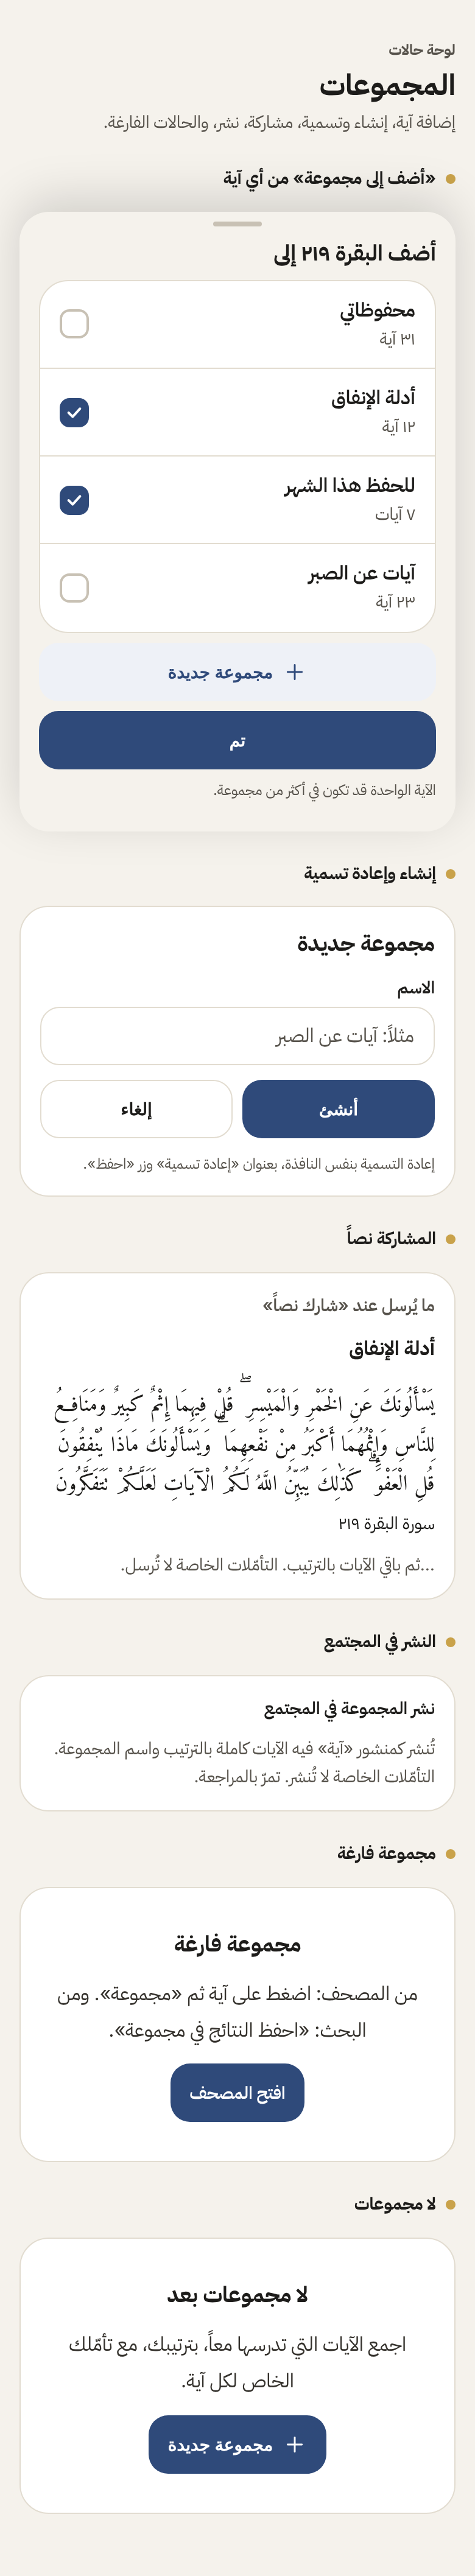 لوحة حالات
المجموعات
إضافة آية، إنشاء وتسمية، مشاركة، نشر، والحالات الفارغة.
«أضف إلى مجموعة» من أي آية
أضف البقرة ٢١٩ إلى
محفوظاتي
٣١ آية
أدلة الإنفاق
١٢ آية
للحفظ هذا الشهر
٧ آيات
آيات عن الصبر
٢٣ آية
مجموعة جديدة
تم
الآية الواحدة قد تكون في أكثر من مجموعة.
إنشاء وإعادة تسمية
مجموعة جديدة
الاسم
مثلاً: آيات عن الصبر
أنشئ
إلغاء
إعادة التسمية بنفس النافذة، بعنوان «إعادة تسمية» وزر «احفظ».
المشاركة نصاً
ما يُرسل عند «شارك نصاً»
أدلة الإنفاق
يَسْأَلُونَكَ عَنِ الْخَمْرِ وَالْمَيْسِرِ ۖ قُلْ فِيهِمَا إِثْمٌ كَبِيرٌ وَمَنَافِعُ
لِلنَّاسِ وَإِثْمُهُمَا أَكْبَرُ مِنْ نَفْعِهِمَا ۗ وَيَسْأَلُونَكَ مَاذَا يُنْفِقُونَ
قُلِ الْعَفْوَ ۗ كَذَٰلِكَ يُبَيِّنُ اللَّهُ لَكُمُ الْآيَاتِ لَعَلَّكُمْ تَتَفَكَّرُونَ
سورة البقرة ٢١٩
...ثم باقي الآيات بالترتيب. التأمّلات الخاصة لا تُرسل.
النشر في المجتمع
نشر المجموعة في المجتمع
تُنشر كمنشور «آية» فيه الآيات كاملة بالترتيب واسم المجموعة.
التأمّلات الخاصة لا تُنشر. تمرّ بالمراجعة.
مجموعة فارغة
مجموعة فارغة
من المصحف: اضغط على آية ثم «مجموعة». ومن
البحث: «احفظ النتائج في مجموعة».
افتح المصحف
لا مجموعات
لا مجموعات بعد
اجمع الآيات التي تدرسها معاً، بترتيبك، مع تأمّلك
الخاص لكل آية.
مجموعة جديدة